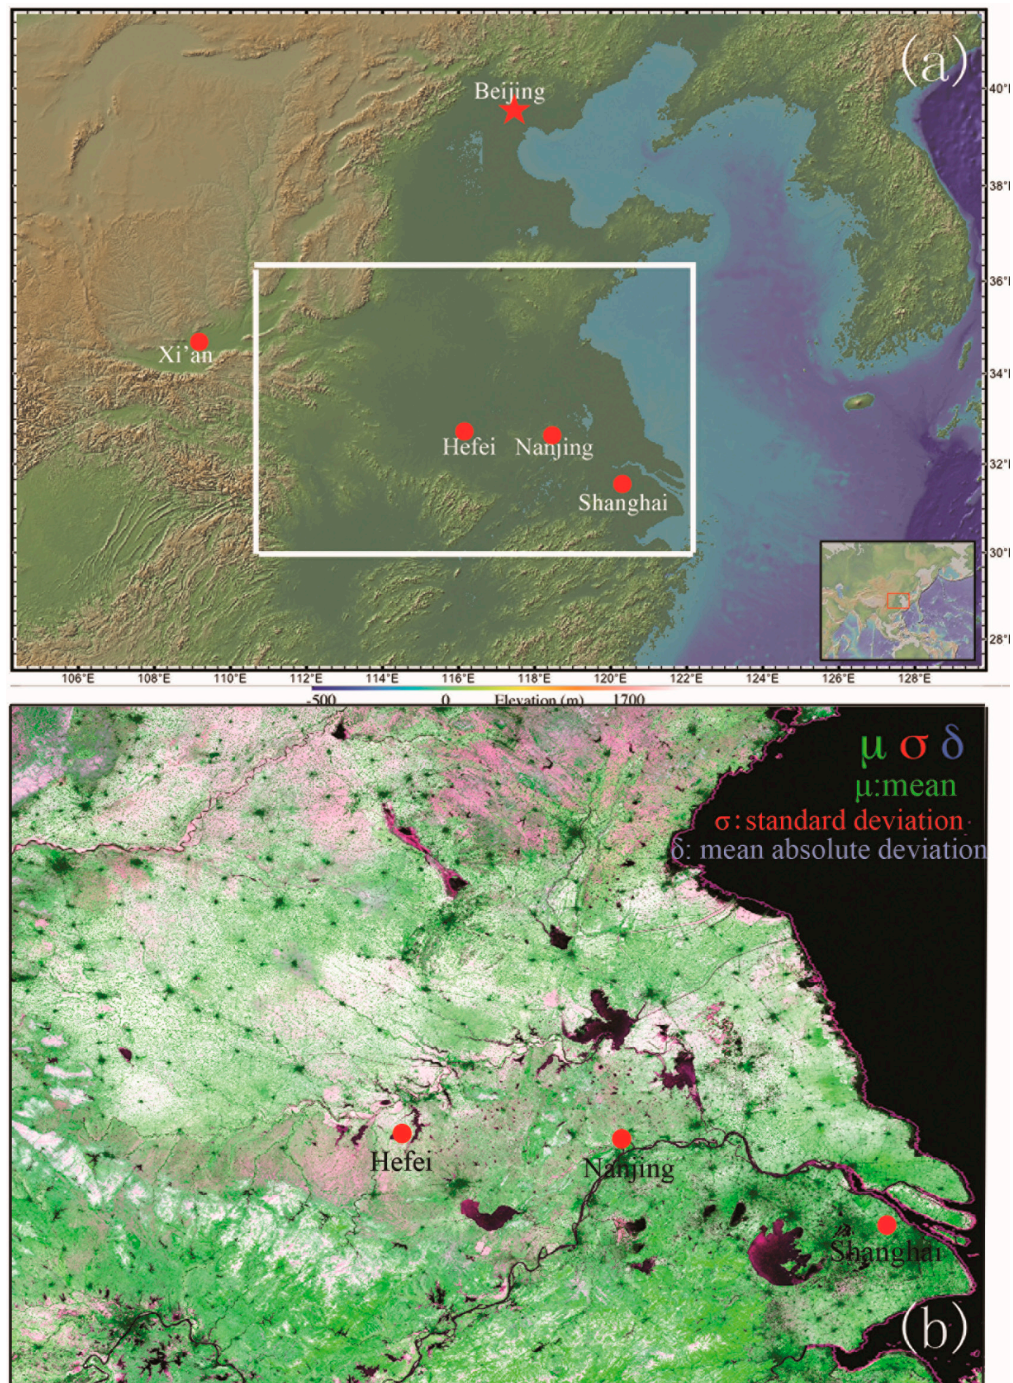 (a)
Beijing
40°N
38°N
36°N
Xi'an
34°N
Hefei
Nanjing
32°N
Shanghai
30°N
28°N
106°E 108°E 110°E 112°E 114°E 116°E 118°E 120°E 122°E 124°E 126°E 128°E
-500 0 Elevation (m) 1700
μ σ δ
μ:mean
σ: standard deviation
δ: mean absolute deviation
Hefei
Nanjing
Shanghai
(b)